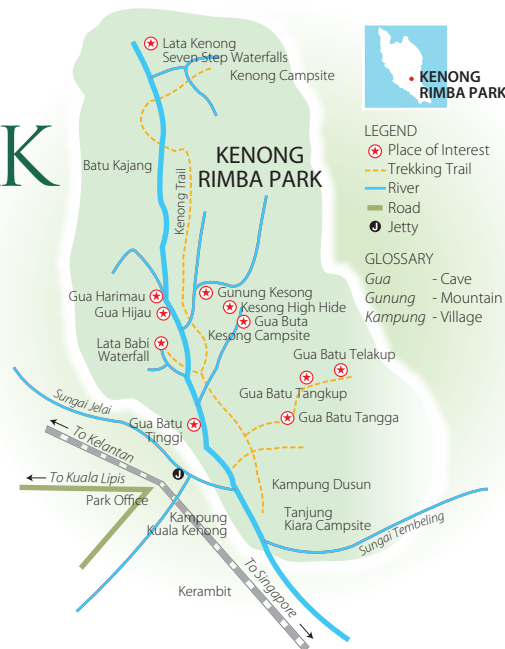 Lata Kenong
Seven Step Waterfalls
Kenong Campsite
KENONG
RIMBA PARK
K
Batu Kajang
KENONG
RIMBA PARK
Kenong Trail
LEGEND
Place of Interest
Trekking Trail
River
Road
J Jetty
GLOSSARY
Gua - Cave
Gunung - Mountain
Kampung - Village
Gua Harimau
Gua Hijau
Gunung Kesong
Kesong High Hide
Gua Buta
Kesong Campsite
Lata Babi
Waterfall
Gua Batu Telakup
Gua Batu Tangkup
Gua Batu Tangga
Gua Batu
Tinggi
Sungai Jelai
To Kelantan
To Kuala Lipis
J
Park Office
Kampung
Kuala Kenong
Kampung Dusun
Tanjung
Kiara Campsite
Sungai Tembeling
Kerambit
To Singapore